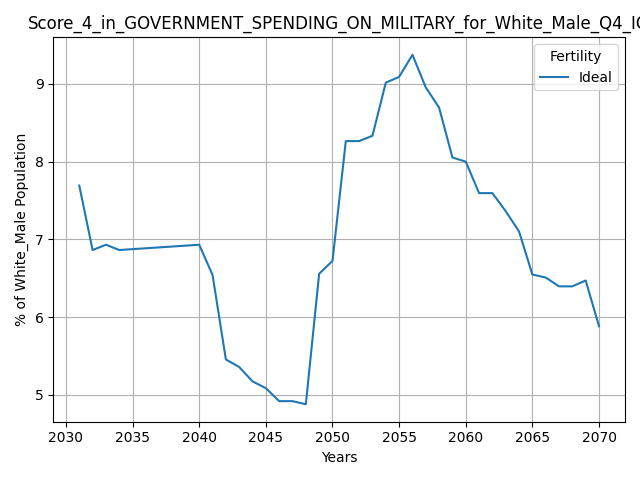 Score_4_in_GOVERNMENT_SPENDING_ON_MILITARY_for_White_Male_Q4_IC
Fertility
Ideal
% of White_Male Population
9
8
7
6
5
2030 2035 2040 2045 2050 2055 2060 2065 2070
Years